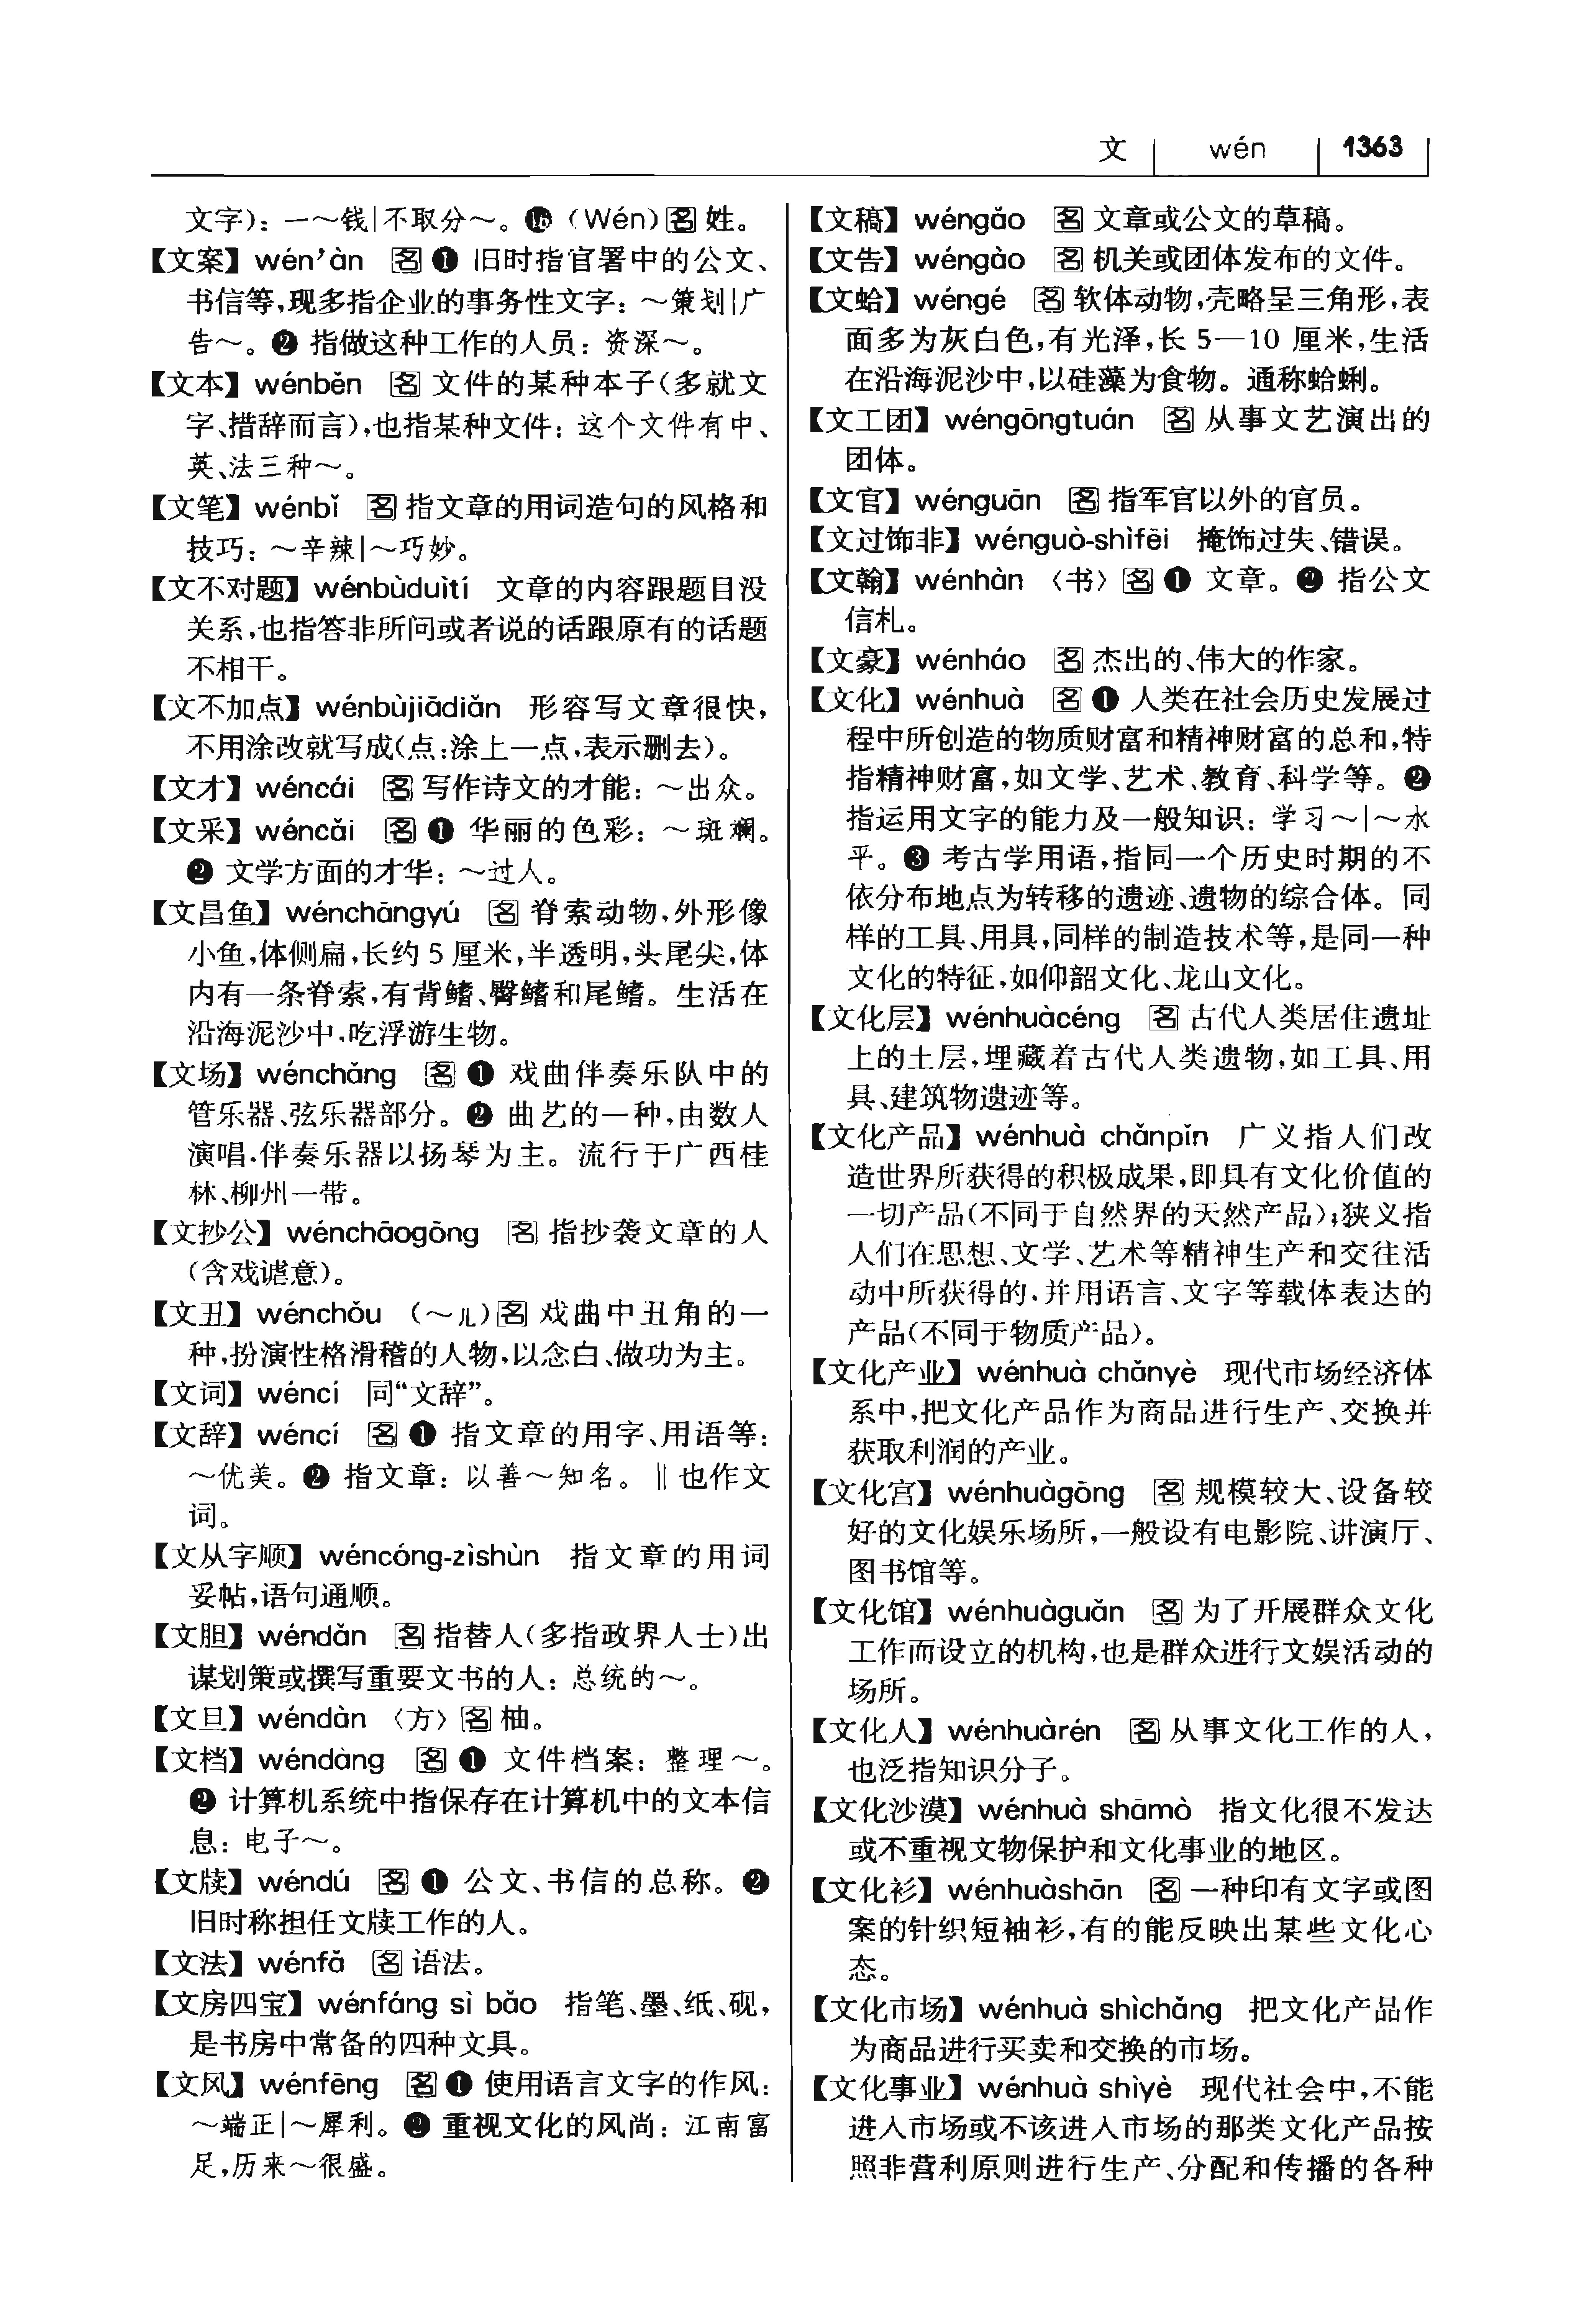 文 wén 1363
文字)：一～钱|不取分～。⓰（Wén）名 姓。
【文案】wén’àn 名 ❶ 旧时指官署中的公文、
书信等,现多指企业的事务性文字：～策划|广
告～。❷ 指做这种工作的人员：资深～。
【文本】wénběn 名 文件的某种本子(多就文
字、措辞而言),也指某种文件：这个文件有中、
英、法三种～。
【文笔】wénbǐ 名 指文章的用词造句的风格和
技巧：～辛辣|～巧妙。
【文不对题】wénbùduìtí 文章的内容跟题目没
关系,也指答非所问或者说的话跟原有的话题
不相干。
【文不加点】wénbùjiādiǎn 形容写文章很快,
不用涂改就写成(点:涂上一点,表示删去)。
【文才】wéncái 名 写作诗文的才能：～出众。
【文采】wéncǎi 名 ❶ 华丽的色彩：～斑斓。
❷ 文学方面的才华：～过人。
【文昌鱼】wénchāngyú 名 脊索动物,外形像
小鱼,体侧扁,长约 5 厘米,半透明,头尾尖,体
内有一条脊索,有背鳍、臀鳍和尾鳍。生活在
沿海泥沙中,吃浮游生物。
【文场】wénchǎng 名 ❶ 戏曲伴奏乐队中的
管乐器、弦乐器部分。❷ 曲艺的一种,由数人
演唱,伴奏乐器以扬琴为主。流行于广西桂
林、柳州一带。
【文抄公】wénchāogōng 名 指抄袭文章的人
(含戏谑意)。
【文丑】wénchǒu （～儿）名 戏曲中丑角的一
种,扮演性格滑稽的人物,以念白、做功为主。
【文词】wéncí 同“文辞”。
【文辞】wéncí 名 ❶ 指文章的用字、用语等：
～优美。❷ 指文章：以善～知名。‖ 也作文
词。
【文从字顺】wéncóng-zìshùn 指文章的用词
妥帖,语句通顺。
【文胆】wéndǎn 名 指替人(多指政界人士)出
谋划策或撰写重要文书的人：总统的～。
【文旦】wéndàn 〈方〉名 柚。
【文档】wéndàng 名 ❶ 文件档案：整理～。
❷ 计算机系统中指保存在计算机中的文本信
息：电子～。
【文牍】wéndú 名 ❶ 公文、书信的总称。❷
旧时称担任文牍工作的人。
【文法】wénfǎ 名 语法。
【文房四宝】wénfáng sì bǎo 指笔、墨、纸、砚,
是书房中常备的四种文具。
【文风】wénfēng 名 ❶ 使用语言文字的作风：
～端正|～犀利。❷ 重视文化的风尚：江南富
足,历来～很盛。
【文稿】wéngǎo 名 文章或公文的草稿。
【文告】wéngào 名 机关或团体发布的文件。
【文蛤】wéngé 名 软体动物,壳略呈三角形,表
面多为灰白色,有光泽,长 5—10 厘米,生活
在沿海泥沙中,以硅藻为食物。通称蛤蜊。
【文工团】wéngōngtuán 名 从事文艺演出的
团体。
【文官】wénguān 名 指军官以外的官员。
【文过饰非】wénguò-shìfēi 掩饰过失、错误。
【文翰】wénhàn 〈书〉名 ❶ 文章。❷ 指公文
信札。
【文豪】wénháo 名 杰出的、伟大的作家。
【文化】wénhuà 名 ❶ 人类在社会历史发展过
程中所创造的物质财富和精神财富的总和,特
指精神财富,如文学、艺术、教育、科学等。❷
指运用文字的能力及一般知识：学习～|～水
平。❸ 考古学用语,指同一个历史时期的不
依分布地点为转移的遗迹、遗物的综合体。同
样的工具、用具,同样的制造技术等,是同一种
文化的特征,如仰韶文化、龙山文化。
【文化层】wénhuàcéng 名 古代人类居住遗址
上的土层,埋藏着古代人类遗物,如工具、用
具、建筑物遗迹等。
【文化产品】wénhuà chǎnpǐn 广义指人们改
造世界所获得的积极成果,即具有文化价值的
一切产品(不同于自然界的天然产品);狭义指
人们在思想、文学、艺术等精神生产和交往活
动中所获得的,并用语言、文字等载体表达的
产品(不同于物质产品)。
【文化产业】wénhuà chǎnyè 现代市场经济体
系中,把文化产品作为商品进行生产、交换并
获取利润的产业。
【文化宫】wénhuàgōng 名 规模较大、设备较
好的文化娱乐场所,一般设有电影院、讲演厅、
图书馆等。
【文化馆】wénhuàguǎn 名 为了开展群众文化
工作而设立的机构,也是群众进行文娱活动的
场所。
【文化人】wénhuàrén 名 从事文化工作的人,
也泛指知识分子。
【文化沙漠】wénhuà shāmò 指文化很不发达
或不重视文物保护和文化事业的地区。
【文化衫】wénhuàshān 名 一种印有文字或图
案的针织短袖衫,有的能反映出某些文化心
态。
【文化市场】wénhuà shìchǎng 把文化产品作
为商品进行买卖和交换的市场。
【文化事业】wénhuà shìyè 现代社会中,不能
进入市场或不该进入市场的那类文化产品按
照非营利原则进行生产、分配和传播的各种